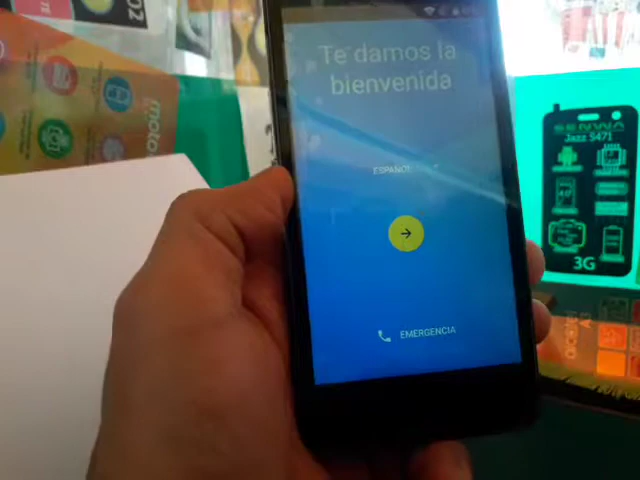 Te damos la
bienvenida
ESPAÑOL
EMERGENCIA
moto
SENWA
Jazz S471
3G